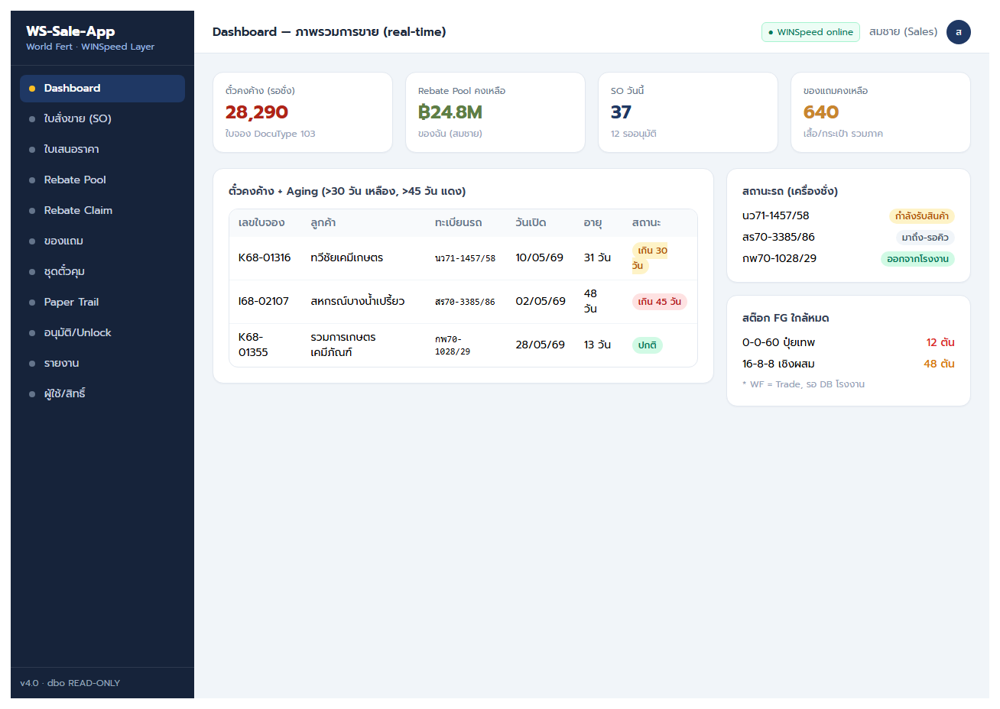 WS-Sale-App
World Fert · WINSpeed Layer
Dashboard
ใบสั่งขาย (SO)
ใบเสนอราคา
Rebate Pool
Rebate Claim
ของแถม
ชุดตั๋วคุม
Paper Trail
อนุมัติ/Unlock
รายงาน
ผู้ใช้/สิทธิ์
v4.0 · dbo READ-ONLY
Dashboard — ภาพรวมการขาย (real-time)
● WINSpeed online
สมชาย (Sales)
ส
ตั๋วคงค้าง (รอชั่ง)
28,290
ใบจอง DocuType 103
Rebate Pool คงเหลือ
฿24.8M
ของฉัน (สมชาย)
SO วันนี้
37
12 รออนุมัติ
ของแถมคงเหลือ
640
เสื้อ/กระเป๋า รวมภาค
ตั๋วคงค้าง + Aging (>30 วัน เหลือง, >45 วัน แดง)
เลขใบจอง ลูกค้า ทะเบียนรถ วันเปิด อายุ สถานะ
K68-01316 ทวีชัยเคมีเกษตร นว71-1457/58 10/05/69 31 วัน เกิน 30
วัน
I68-02107 สหกรณ์บางน้ำเปรี้ยว สร70-3385/86 02/05/69 48
วัน เกิน 45 วัน
K68-
01355 รวมการเกษตร
เคมีภัณฑ์ กพ70-
1028/29 28/05/69 13 วัน ปกติ
สถานะรถ (เครื่องชั่ง)
นว71-1457/58 กำลังรับสินค้า
สร70-3385/86 มาถึง-รอคิว
กพ70-1028/29 ออกจากโรงงาน
สต๊อก FG ใกล้หมด
0-0-60 ปุ๋ยเทพ 12 ตัน
16-8-8 เชิงผสม 48 ตัน
* WF = Trade, รอ DB โรงงาน